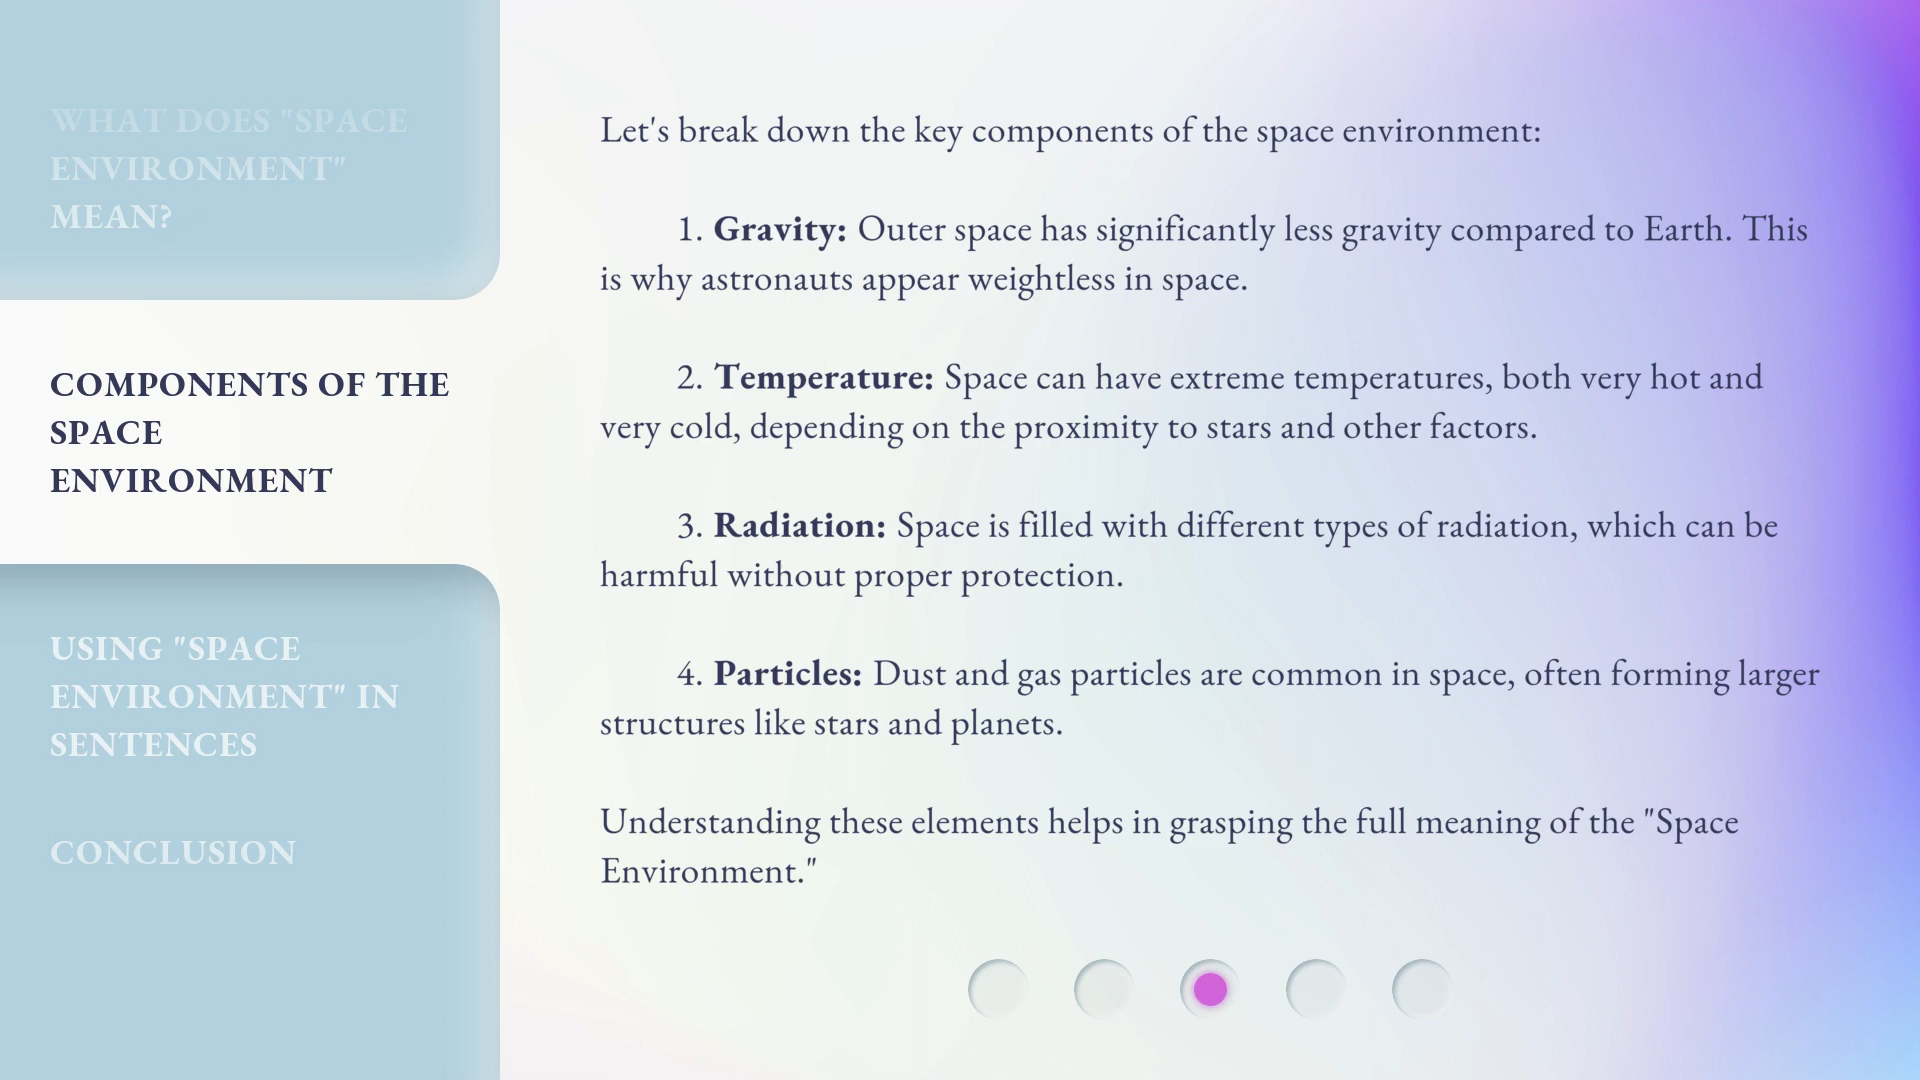 WHAT DOES "SPACE
ENVIRONMENT"
MEAN?
COMPONENTS OF THE
SPACE
ENVIRONMENT
USING "SPACE
ENVIRONMENT" IN
SENTENCES
CONCLUSION
Let's break down the key components of the space environment:
1. Gravity: Outer space has significantly less gravity compared to Earth. This
is why astronauts appear weightless in space.
2. Temperature: Space can have extreme temperatures, both very hot and
very cold, depending on the proximity to stars and other factors.
3. Radiation: Space is filled with different types of radiation, which can be
harmful without proper protection.
4. Particles: Dust and gas particles are common in space, often forming larger
structures like stars and planets.
Understanding these elements helps in grasping the full meaning of the "Space
Environment."